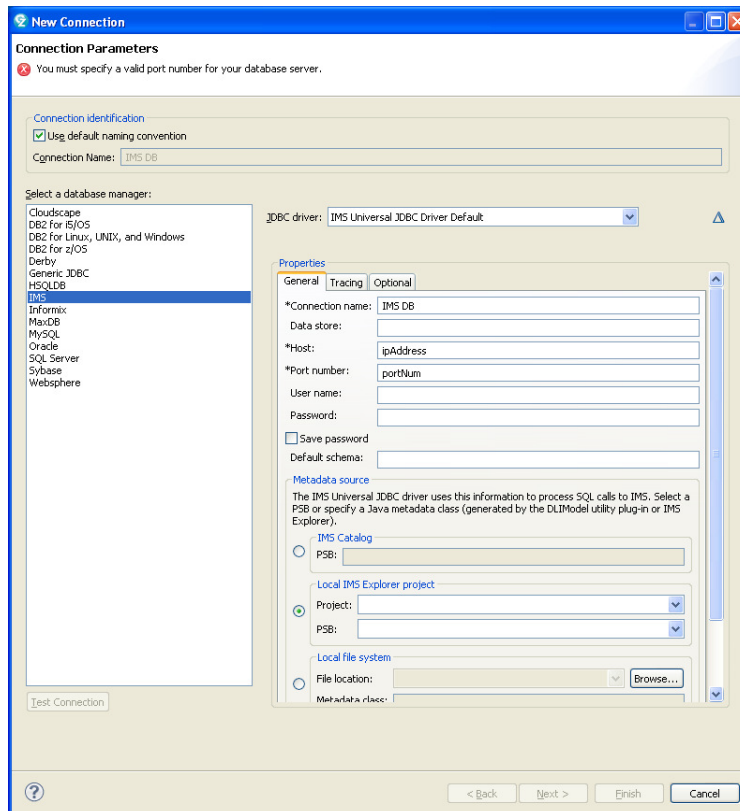 New Connection
Connection Parameters
You must specify a valid port number for your database server.
Connection identification
Use default naming convention
Connection Name: IMS DB
Select a database manager:
Cloudscape
DB2 for i5/OS
DB2 for Linux, UNIX, and Windows
DB2 for z/OS
Derby
Generic JDBC
HSQLDB
IMS
Informix
MaxDB
MySQL
Oracle
SQL Server
Sybase
Websphere
Test Connection
JDBC driver: IMS Universal JDBC Driver Default
Properties
General Tracing Optional
*Connection name: IMS DB
Data store:
*Host: ipAddress
*Port number: portNum
User name:
Password:
Save password
Default schema:
Metadata source
The IMS Universal JDBC driver uses this information to process SQL calls to IMS. Select a
PSB or specify a Java metadata class (generated by the DLIModel utility plug-in or IMS
Explorer).
IMS Catalog
PSB:
Local IMS Explorer project
Project:
PSB:
Local file system
File location: Browse...
Metadata class:
? < Back Next > Finish Cancel